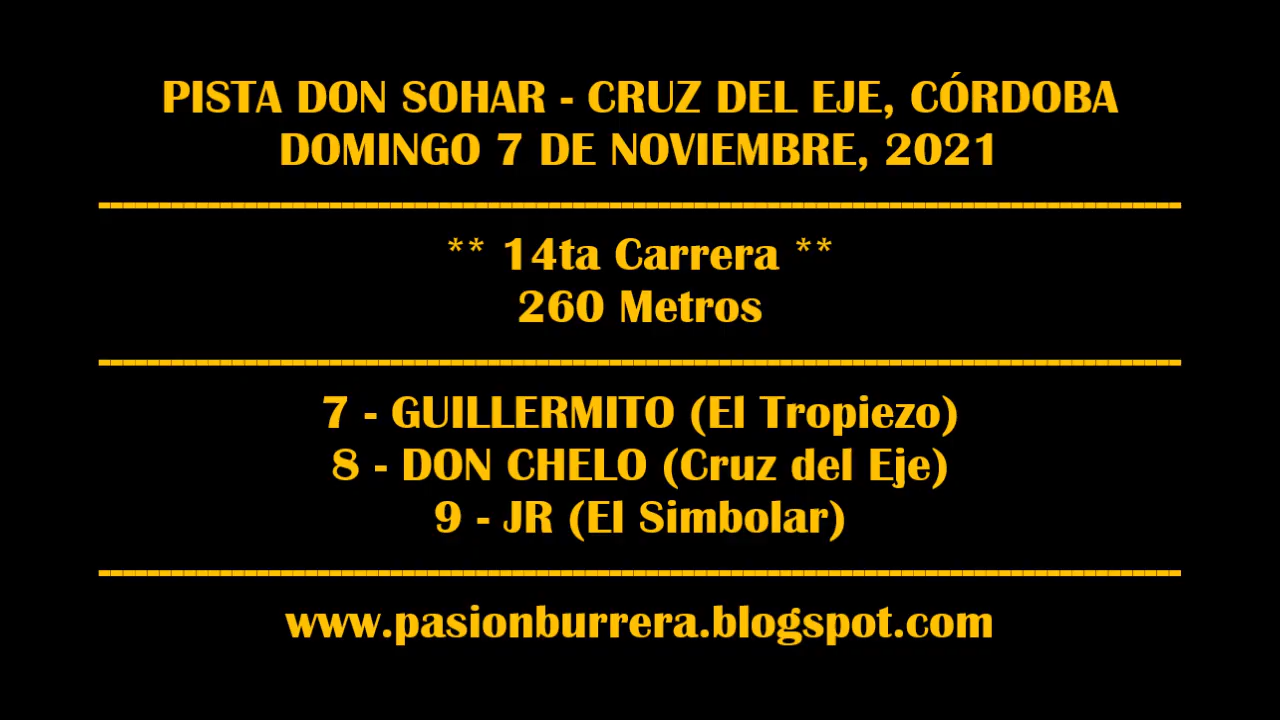 PISTA DON SOHAR - CRUZ DEL EJE, CÓRDOBA
DOMINGO 7 DE NOVIEMBRE, 2021
** 14ta Carrera **
260 Metros
7 - GUILLERMITO (El Tropiezo)
8 - DON CHELO (Cruz del Eje)
9 - JR (El Simbolar)
www.pasionburrera.blogspot.com